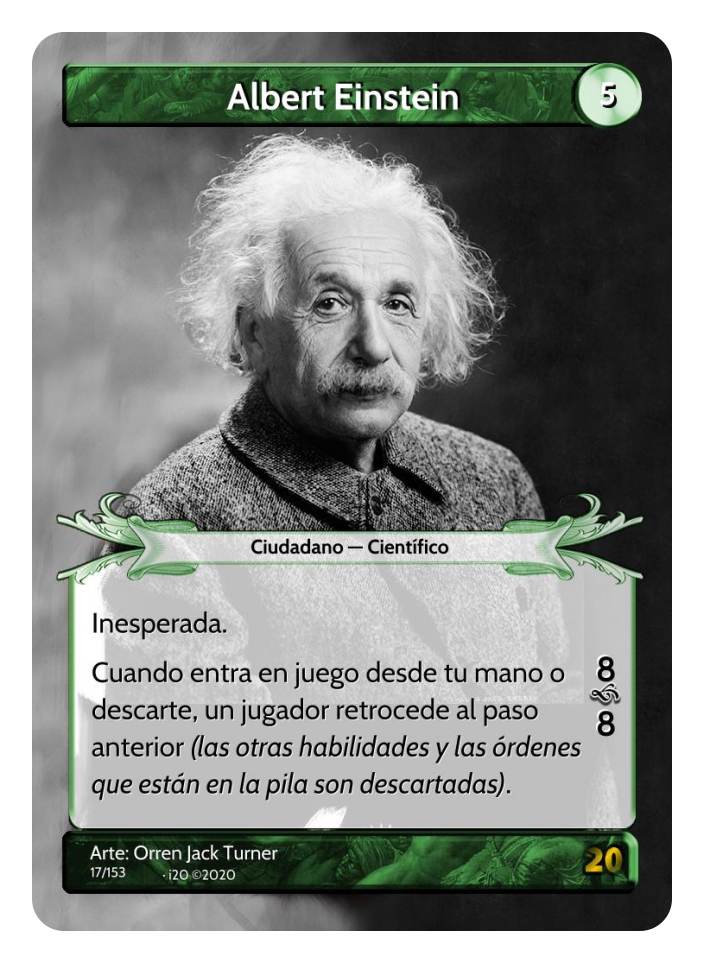 Albert Einstein
5
Ciudadano — Científico
Inesperada.
Cuando entra en juego desde tu mano o
descarte, un jugador retrocede al paso
anterior (las otras habilidades y las órdenes
que están en la pila son descartadas).
8
8
Arte: Orren Jack Turner
17/153 · i20 ©2020
20